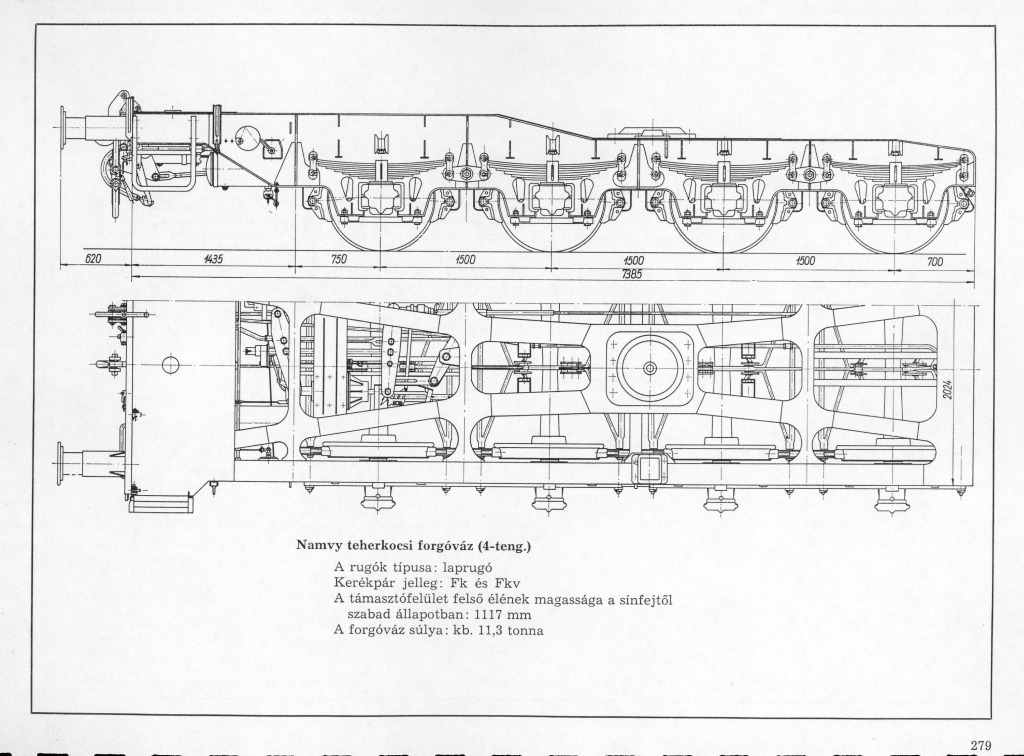 620 1435 750 1500 1500 1500 700
7385
2024
Namvy teherkocsi forgóváz (4-teng.)
A rugók típusa: laprugó
Kerékpár jelleg: Fk és Fkv
A támasztófelület felső élének magassága a sínfejtől
szabad állapotban: 1117 mm
A forgóváz súlya: kb. 11,3 tonna
279